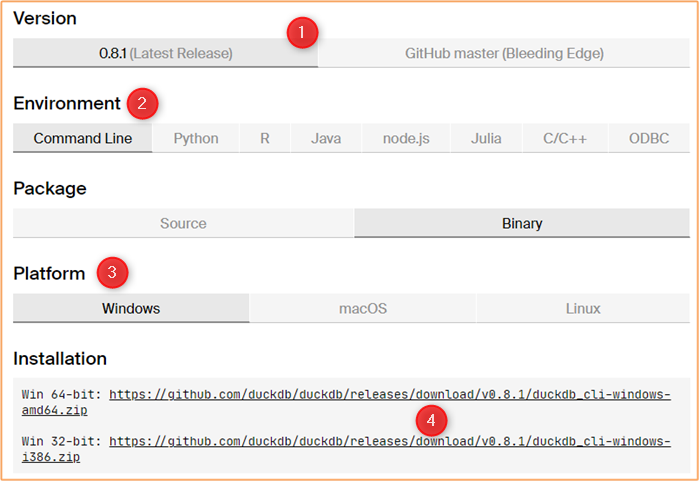 Version
1
0.8.1 (Latest Release) GitHub master (Bleeding Edge)
Environment 2
Command Line Python R Java node.js Julia C/C++ ODBC
Package
Source Binary
Platform 3
Windows macOS Linux
Installation
Win 64-bit: https://github.com/duckdb/duckdb/releases/download/v0.8.1/duckdb_cli-windows-
amd64.zip
4
Win 32-bit: https://github.com/duckdb/duckdb/releases/download/v0.8.1/duckdb_cli-windows-
i386.zip